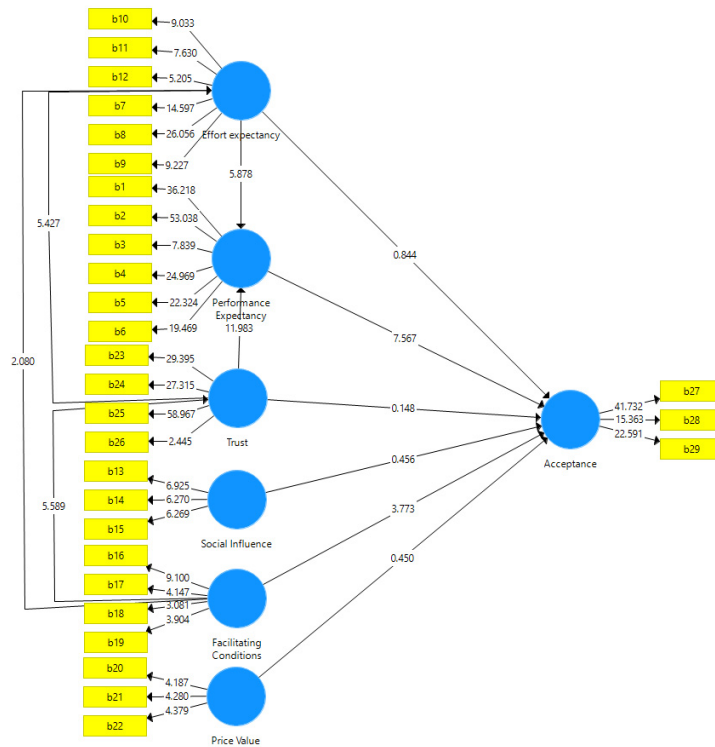 b10
9.033
b11
7.630
b12
5.205
b7
14.597
b8
26.056
Effort expectancy
b9
9.227
5.878
b1
36.218
b2
53.038
5.427
b3
7.839
0.844
b4
24.969
b5
22.324
Performance
Expectancy
b6
19.469
11.983
7.567
2.080
b23
29.395
b24
27.315
b25
58.967
0.148
b26
2.445
Trust
b27
41.732
b28
15.363
b29
22.591
Acceptance
b13
6.925
0.456
b14
6.270
5.589
b15
6.269
Social Influence
3.773
b16
9.100
0.450
b17
4.147
b18
3.081
b19
3.904
Facilitating
Conditions
b20
4.187
b21
4.280
b22
4.379
Price Value